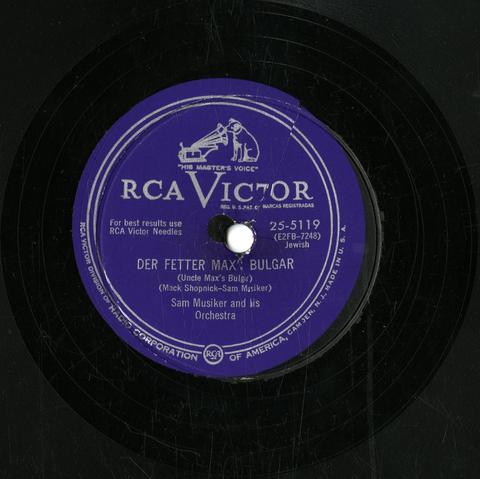 "HIS MASTER'S VOICE"
RCA VICTOR
REG. U.S. PAT. OF. MARCAS REGISTRADAS
For best results use
RCA Victor Needles
25-5119
(E2FB-7248)
Jewish
DER FETTER MAX'S BULGAR
(Uncle Max's Bulgar)
(Mack Shopnick-Sam Musiker)
Sam Musiker and his
Orchestra
RCA VICTOR DIVISION OF RADIO CORPORATION OF AMERICA, CAMDEN, N. J. MADE IN U. S. A.
RCA